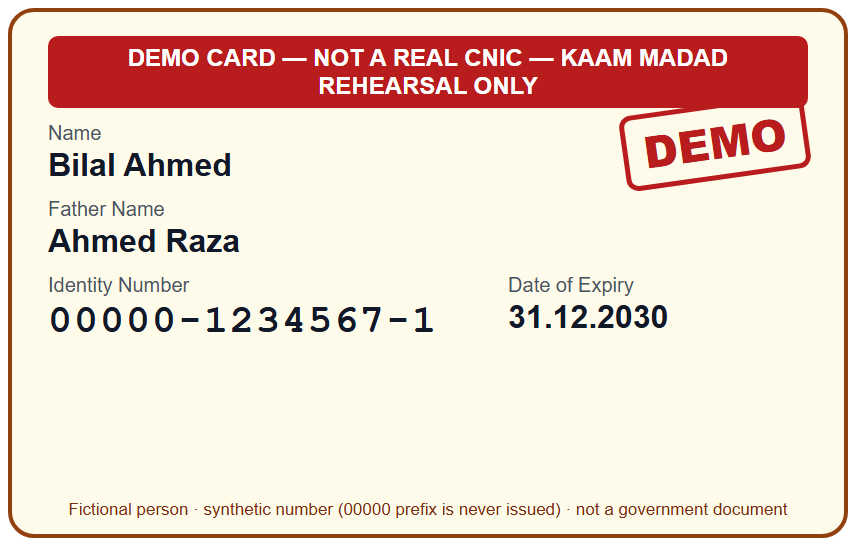 DEMO CARD — NOT A REAL CNIC — KAAM MADAD
REHEARSAL ONLY
DEMO
Name
Bilal Ahmed
Father Name
Ahmed Raza
Identity Number
00000-1234567-1
Date of Expiry
31.12.2030
Fictional person · synthetic number (00000 prefix is never issued) · not a government document